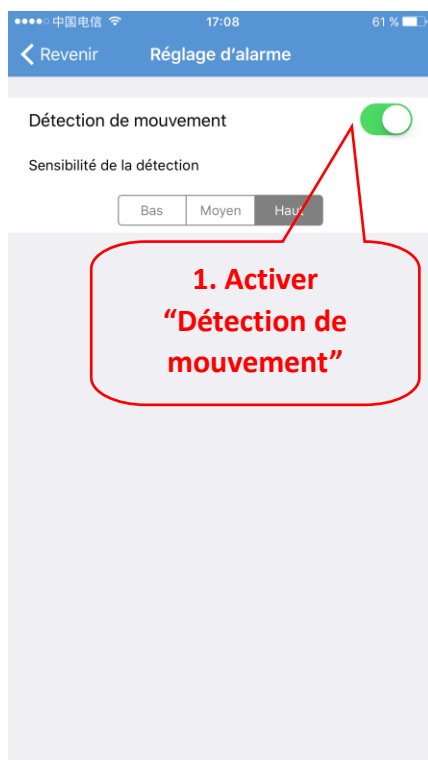 中国电信 17:08 61 %
Revenir Réglage d’alarme
Détection de mouvement
Sensibilité de la détection
Bas Moyen Haut
1. Activer
“Détection de
mouvement”